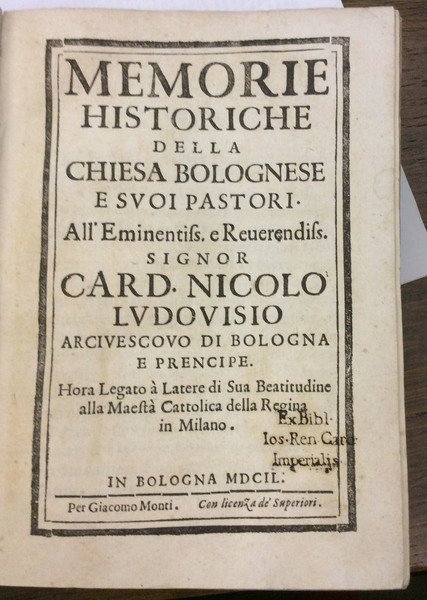 MEMORIE
HISTORICHE
DELLA
CHIESA BOLOGNESE
E SVOI PASTORI.
All'Eminentiſs. e Reuerendiſs.
SIGNOR
CARD. NICOLO
LVDOVISIO
ARCIVESCOVO DI BOLOGNA
E PRENCIPE.
Hora Legato à Latere di Sua Beatitudine
alla Maeſtà Cattolica della Regina
in Milano.
Ex Bibl.
Ios. Ren. Card.
Imperialis.
IN BOLOGNA MDCIL.
Per Giacomo Monti. Con licenza de' Superiori.